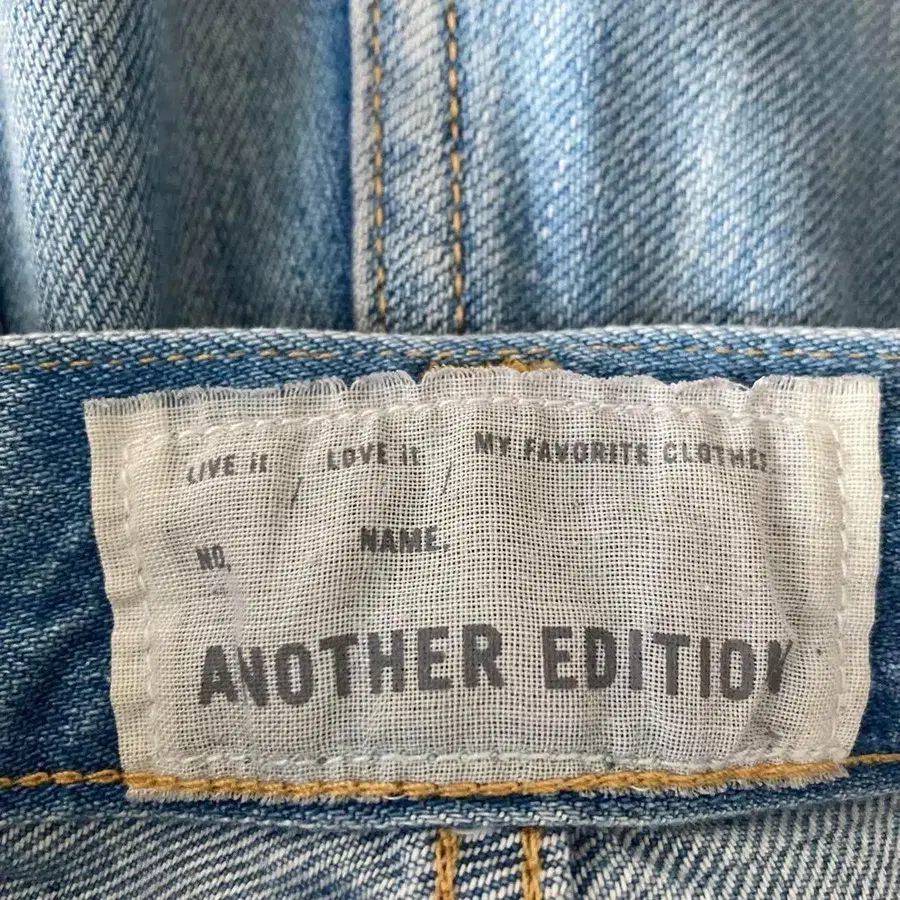 LIVE it / LOVE it / MY FAVORITE CLOTHES.
NO. NAME.
ANOTHER EDITION